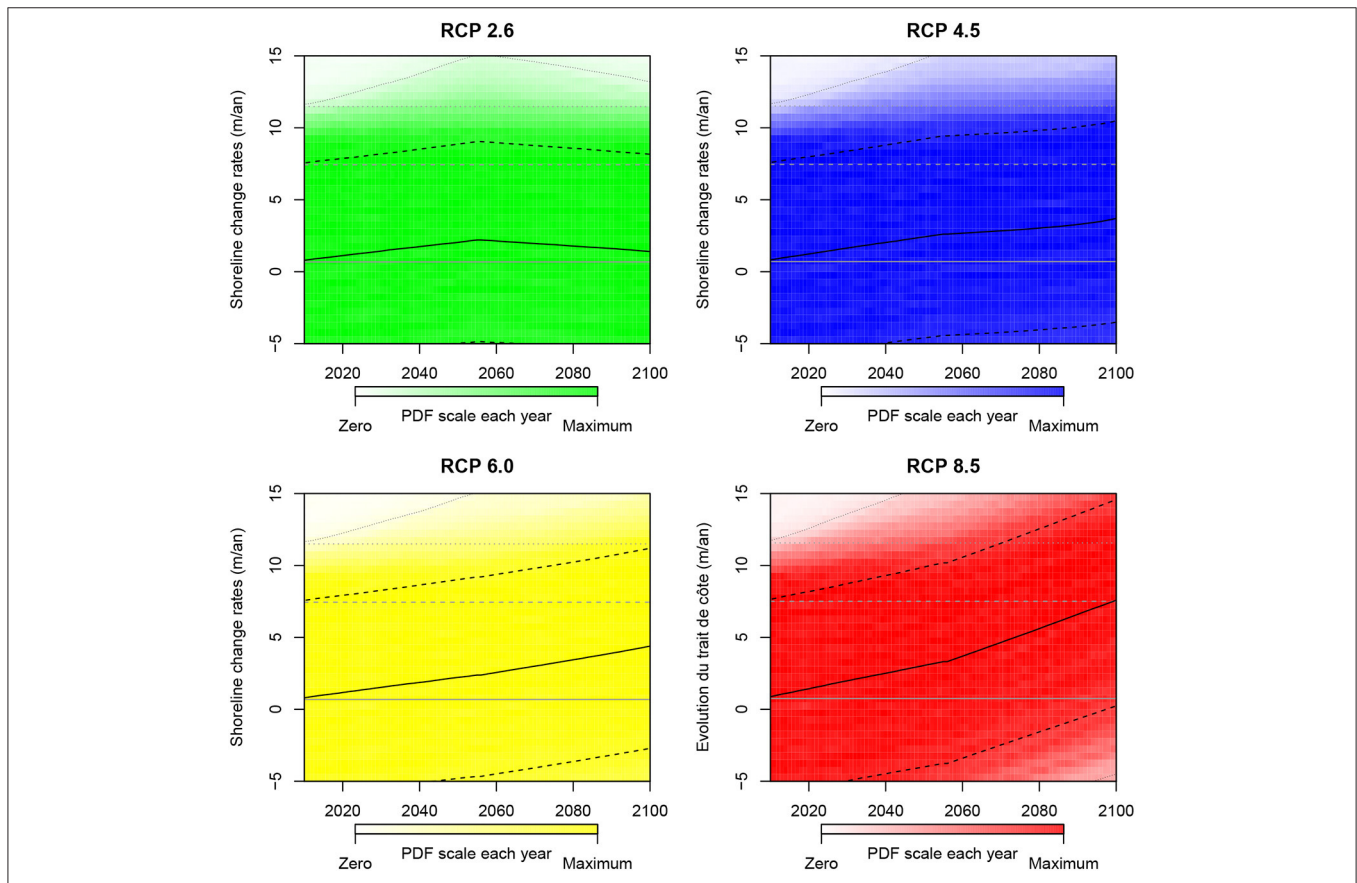 RCP 2.6
Shoreline change rates (m/an)
15
10
5
0
−5
2020 2040 2060 2080 2100
PDF scale each year
Zero Maximum
RCP 4.5
Shoreline change rates (m/an)
15
10
5
0
−5
2020 2040 2060 2080 2100
PDF scale each year
Zero Maximum
RCP 6.0
Shoreline change rates (m/an)
15
10
5
0
−5
2020 2040 2060 2080 2100
PDF scale each year
Zero Maximum
RCP 8.5
Evolution du trait de côte (m/an)
15
10
5
0
−5
2020 2040 2060 2080 2100
PDF scale each year
Zero Maximum